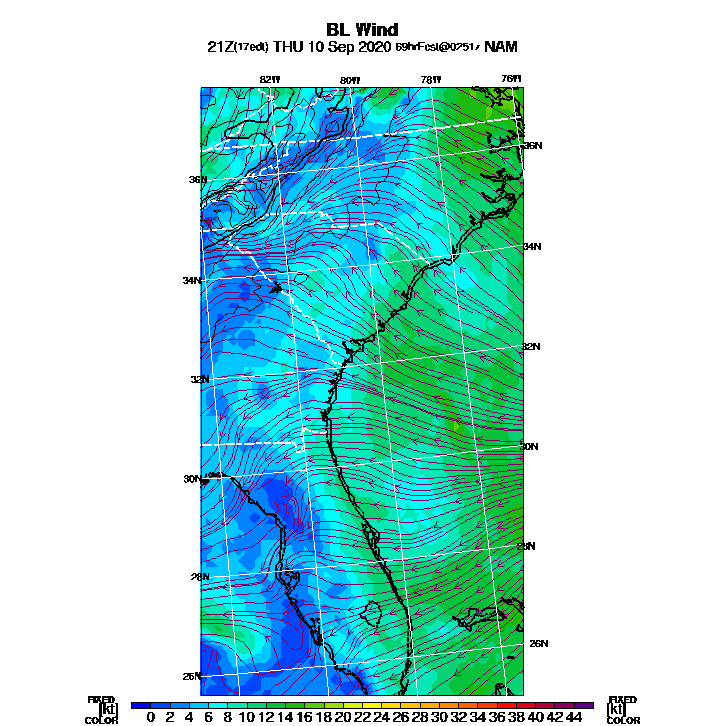 BL Wind
21Z(17edt) THU 10 Sep 2020 69hrFcst@0251z NAM
82W 80W 78W 76W
36N
36N
34N
34N
32N
32N
30N
30N
28N
28N
26N
26N
FIXED FIXED
[kt] 0 2 4 6 8 10 12 14 16 18 20 22 24 26 28 30 32 34 36 38 40 42 44 [kt]
COLOR COLOR